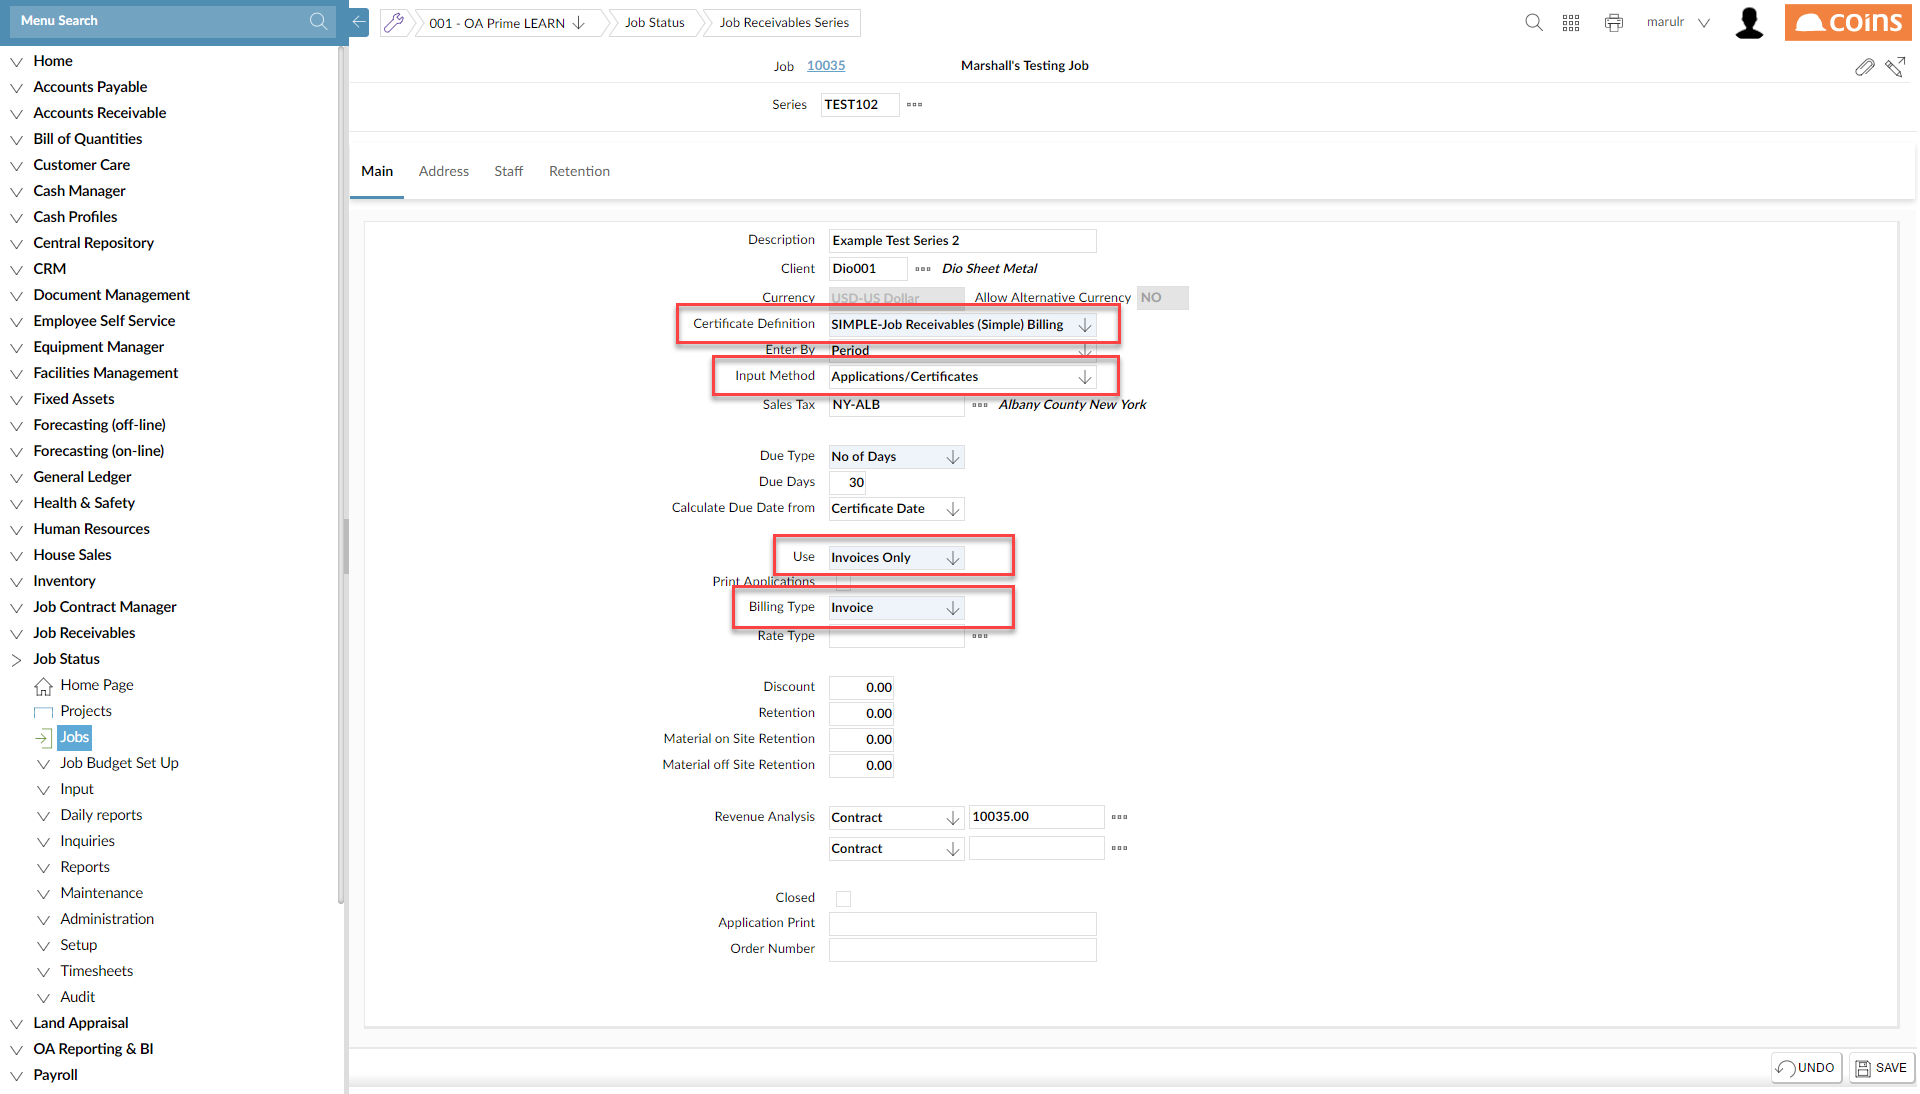 Menu Search
001 - OA Prime LEARN
Job Status
Job Receivables Series
marulr
coins
Home
Accounts Payable
Accounts Receivable
Bill of Quantities
Customer Care
Cash Manager
Cash Profiles
Central Repository
CRM
Document Management
Employee Self Service
Equipment Manager
Facilities Management
Fixed Assets
Forecasting (off-line)
Forecasting (on-line)
General Ledger
Health & Safety
Human Resources
House Sales
Inventory
Job Contract Manager
Job Receivables
Job Status
Home Page
Projects
Jobs
Job Budget Set Up
Input
Daily reports
Inquiries
Reports
Maintenance
Administration
Setup
Timesheets
Audit
Land Appraisal
OA Reporting & BI
Payroll
Job 10035 Marshall's Testing Job
Series TEST102
Main Address Staff Retention
Description Example Test Series 2
Client Dio001 Dio Sheet Metal
Currency USD-US Dollar Allow Alternative Currency NO
Certificate Definition SIMPLE-Job Receivables (Simple) Billing
Enter By Period
Input Method Applications/Certificates
Sales Tax NY-ALB Albany County New York
Due Type No of Days
Due Days 30
Calculate Due Date from Certificate Date
Use Invoices Only
Print Applications
Billing Type Invoice
Rate Type
Discount 0.00
Retention 0.00
Material on Site Retention 0.00
Material off Site Retention 0.00
Revenue Analysis Contract 10035.00
Contract
Closed
Application Print
Order Number
UNDO SAVE